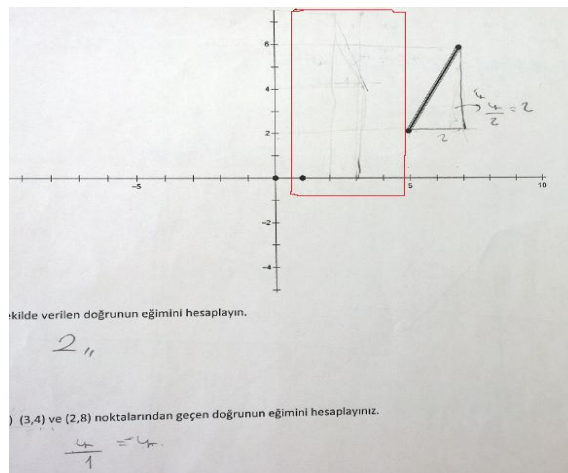 6
4
2
-5
5
10
-2
-4
4
4/2 = 2
2
ekilde verilen doğrunun eğimini hesaplayın.
2 //
) (3,4) ve (2,8) noktalarından geçen doğrunun eğimini hesaplayınız.
4/1 = 4